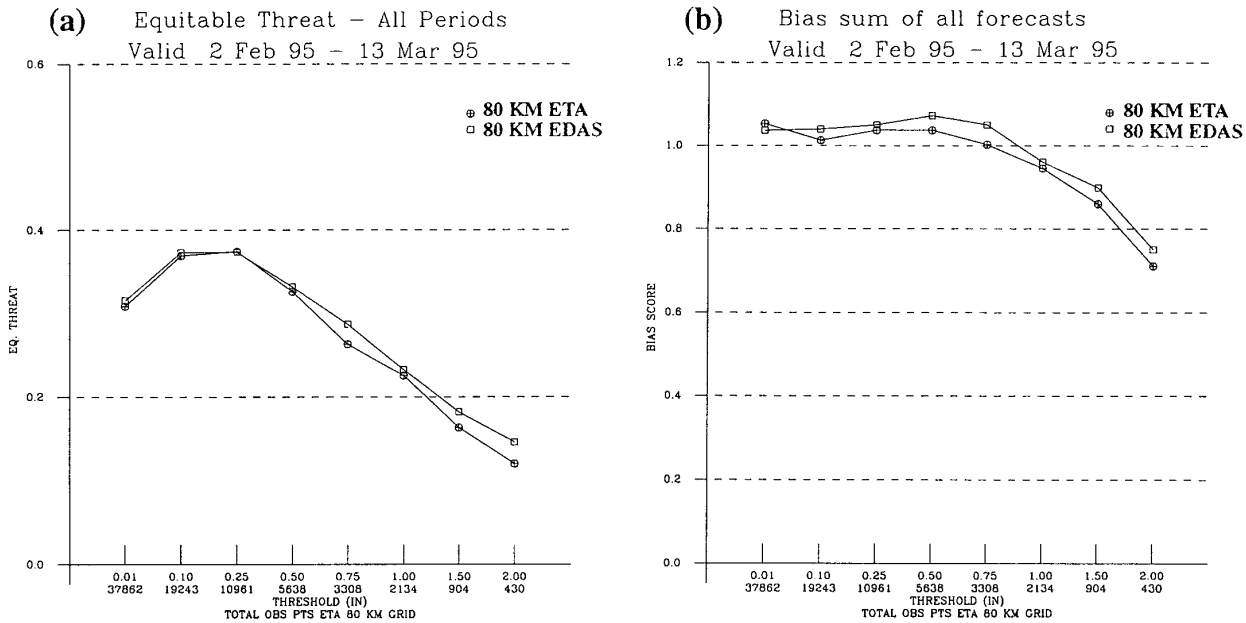 (a)
Equitable Threat – All Periods
Valid 2 Feb 95 – 13 Mar 95
0.6
0.4
0.2
0.0
EQ. THREAT
80 KM ETA
80 KM EDAS
0.01 0.10 0.25 0.50 0.75 1.00 1.50 2.00
37862 19243 10961 5638 3308 2134 904 430
THRESHOLD (IN)
TOTAL OBS PTS ETA 80 KM GRID
(b)
Bias sum of all forecasts
Valid 2 Feb 95 – 13 Mar 95
1.2
1.0
0.8
0.6
0.4
0.2
0.0
BIAS SCORE
80 KM ETA
80 KM EDAS
0.01 0.10 0.25 0.50 0.75 1.00 1.50 2.00
37862 19243 10961 5638 3308 2134 904 430
THRESHOLD (IN)
TOTAL OBS PTS ETA 80 KM GRID